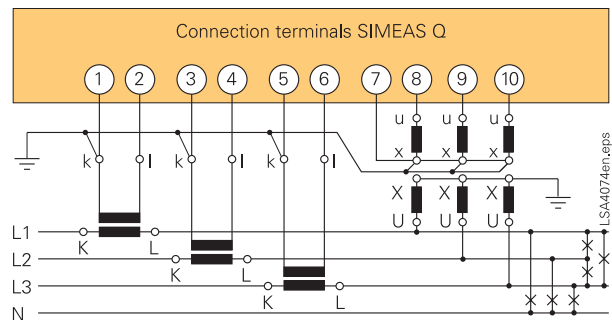 Connection terminals SIMEAS Q
1 2 3 4 5 6 7 8 9 10
u u u
x x x
k l k l k l
X X X
U U U
L1
K L
L2
K L
L3
K L
N
LSA4074en.eps